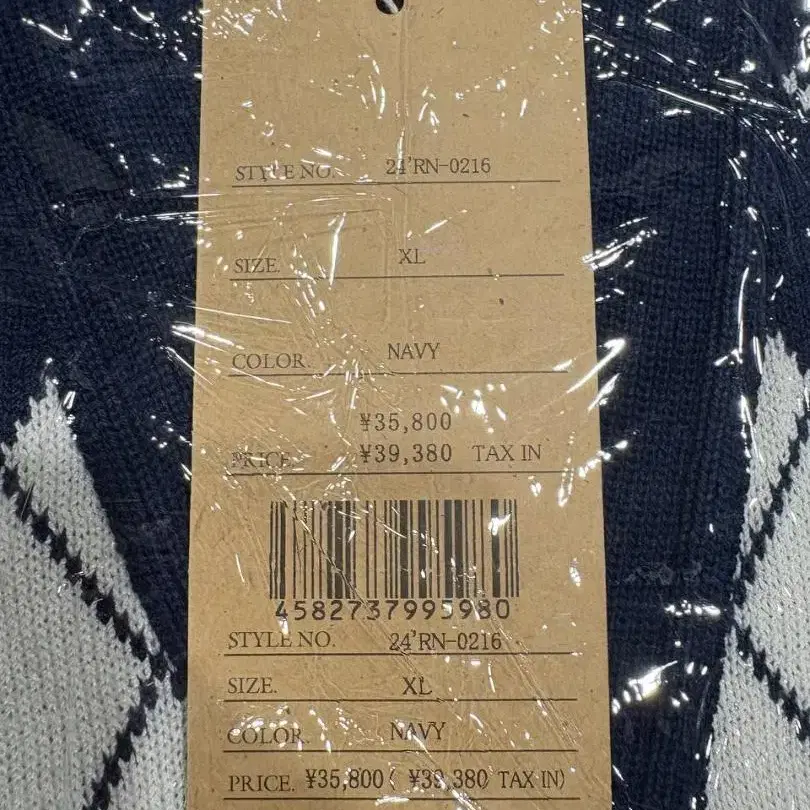 STYLE NO. 24'RN-0216
SIZE. XL
COLOR. NAVY
¥35,800
PRICE. ¥39,380 TAX IN
4582737995980
STYLE NO. 24'RN-0216
SIZE. XL
COLOR. NAVY
PRICE. ¥35,800 ( ¥39,380 TAX IN)